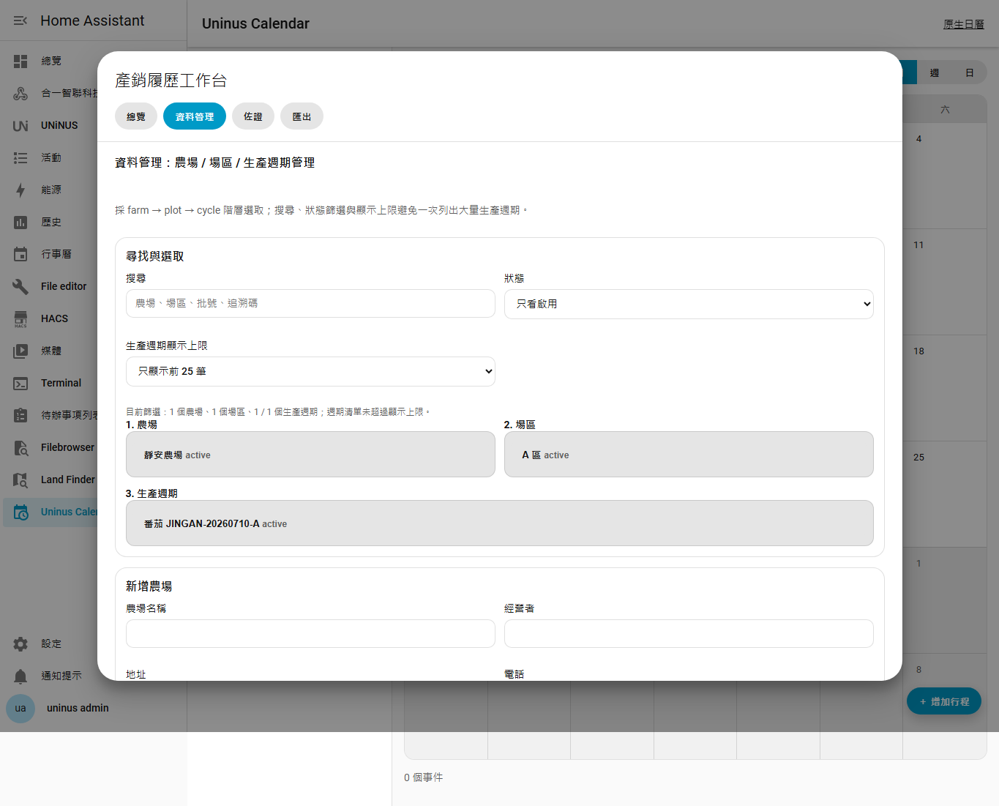 Home Assistant
Uninus Calendar
原生日曆
總覽
合一智聯科技
UNiNUS
活動
能源
歷史
行事曆
File editor
HACS
媒體
Terminal
待辦事項列表
Filebrowser
Land Finder
Uninus Calen
設定
通知提示
ua
uninus admin
產銷履歷工作台
總覽
資料管理
佐證
匯出
資料管理：農場 / 場區 / 生產週期管理
採 farm → plot → cycle 階層選取；搜尋、狀態篩選與顯示上限避免一次列出大量生產週期。
尋找與選取
搜尋
狀態
農場、場區、批號、追溯碼
只看啟用
生產週期顯示上限
只顯示前 25 筆
目前篩選：1 個農場、1 個場區、1 / 1 個生產週期；週期清單未超過顯示上限。
1. 農場
2. 場區
靜安農場 active
A 區 active
3. 生產週期
番茄 JINGAN-20260710-A active
新增農場
農場名稱
經營者
地址
電話
週
日
六
4
11
18
25
1
8
+ 增加行程
0 個事件